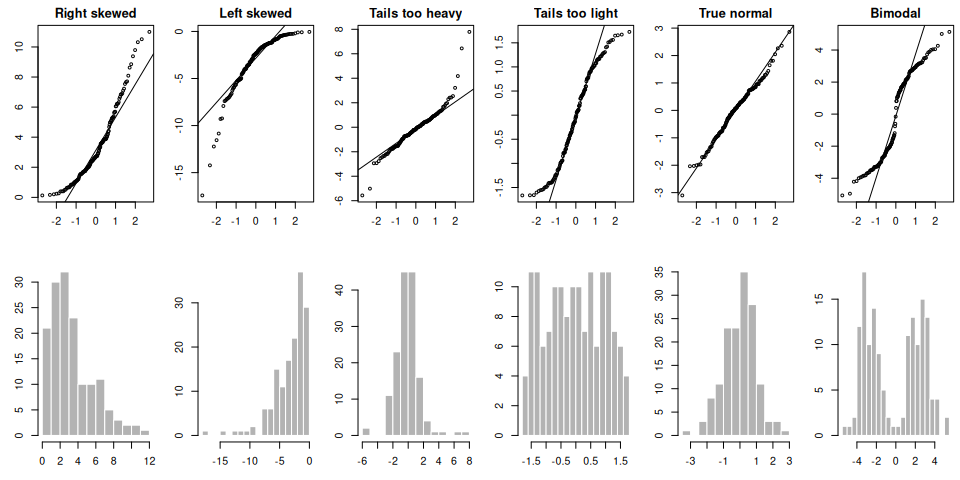 Right skewed
Left skewed
Tails too heavy
Tails too light
True normal
Bimodal
0 2 4 6 8 10
-2 -1 0 1 2
-15 -10 -5 0
-2 -1 0 1 2
-6 -4 -2 0 2 4 6 8
-2 -1 0 1 2
-1.5 -0.5 0.5 1.0 1.5
-2 -1 0 1 2
-3 -2 -1 0 1 2 3
-2 -1 0 1 2
-4 -2 0 2 4
-2 -1 0 1 2
0 5 10 15 20 25 30
0 2 4 6 8 12
0 10 20 30
-15 -10 -5 0
0 10 20 30 40
-6 -2 2 4 6 8
0 2 4 6 8 10
-1.5 -0.5 0.5 1.5
0 5 10 15 20 25 30 35
-3 -1 1 2 3
0 5 10 15
-4 -2 0 2 4